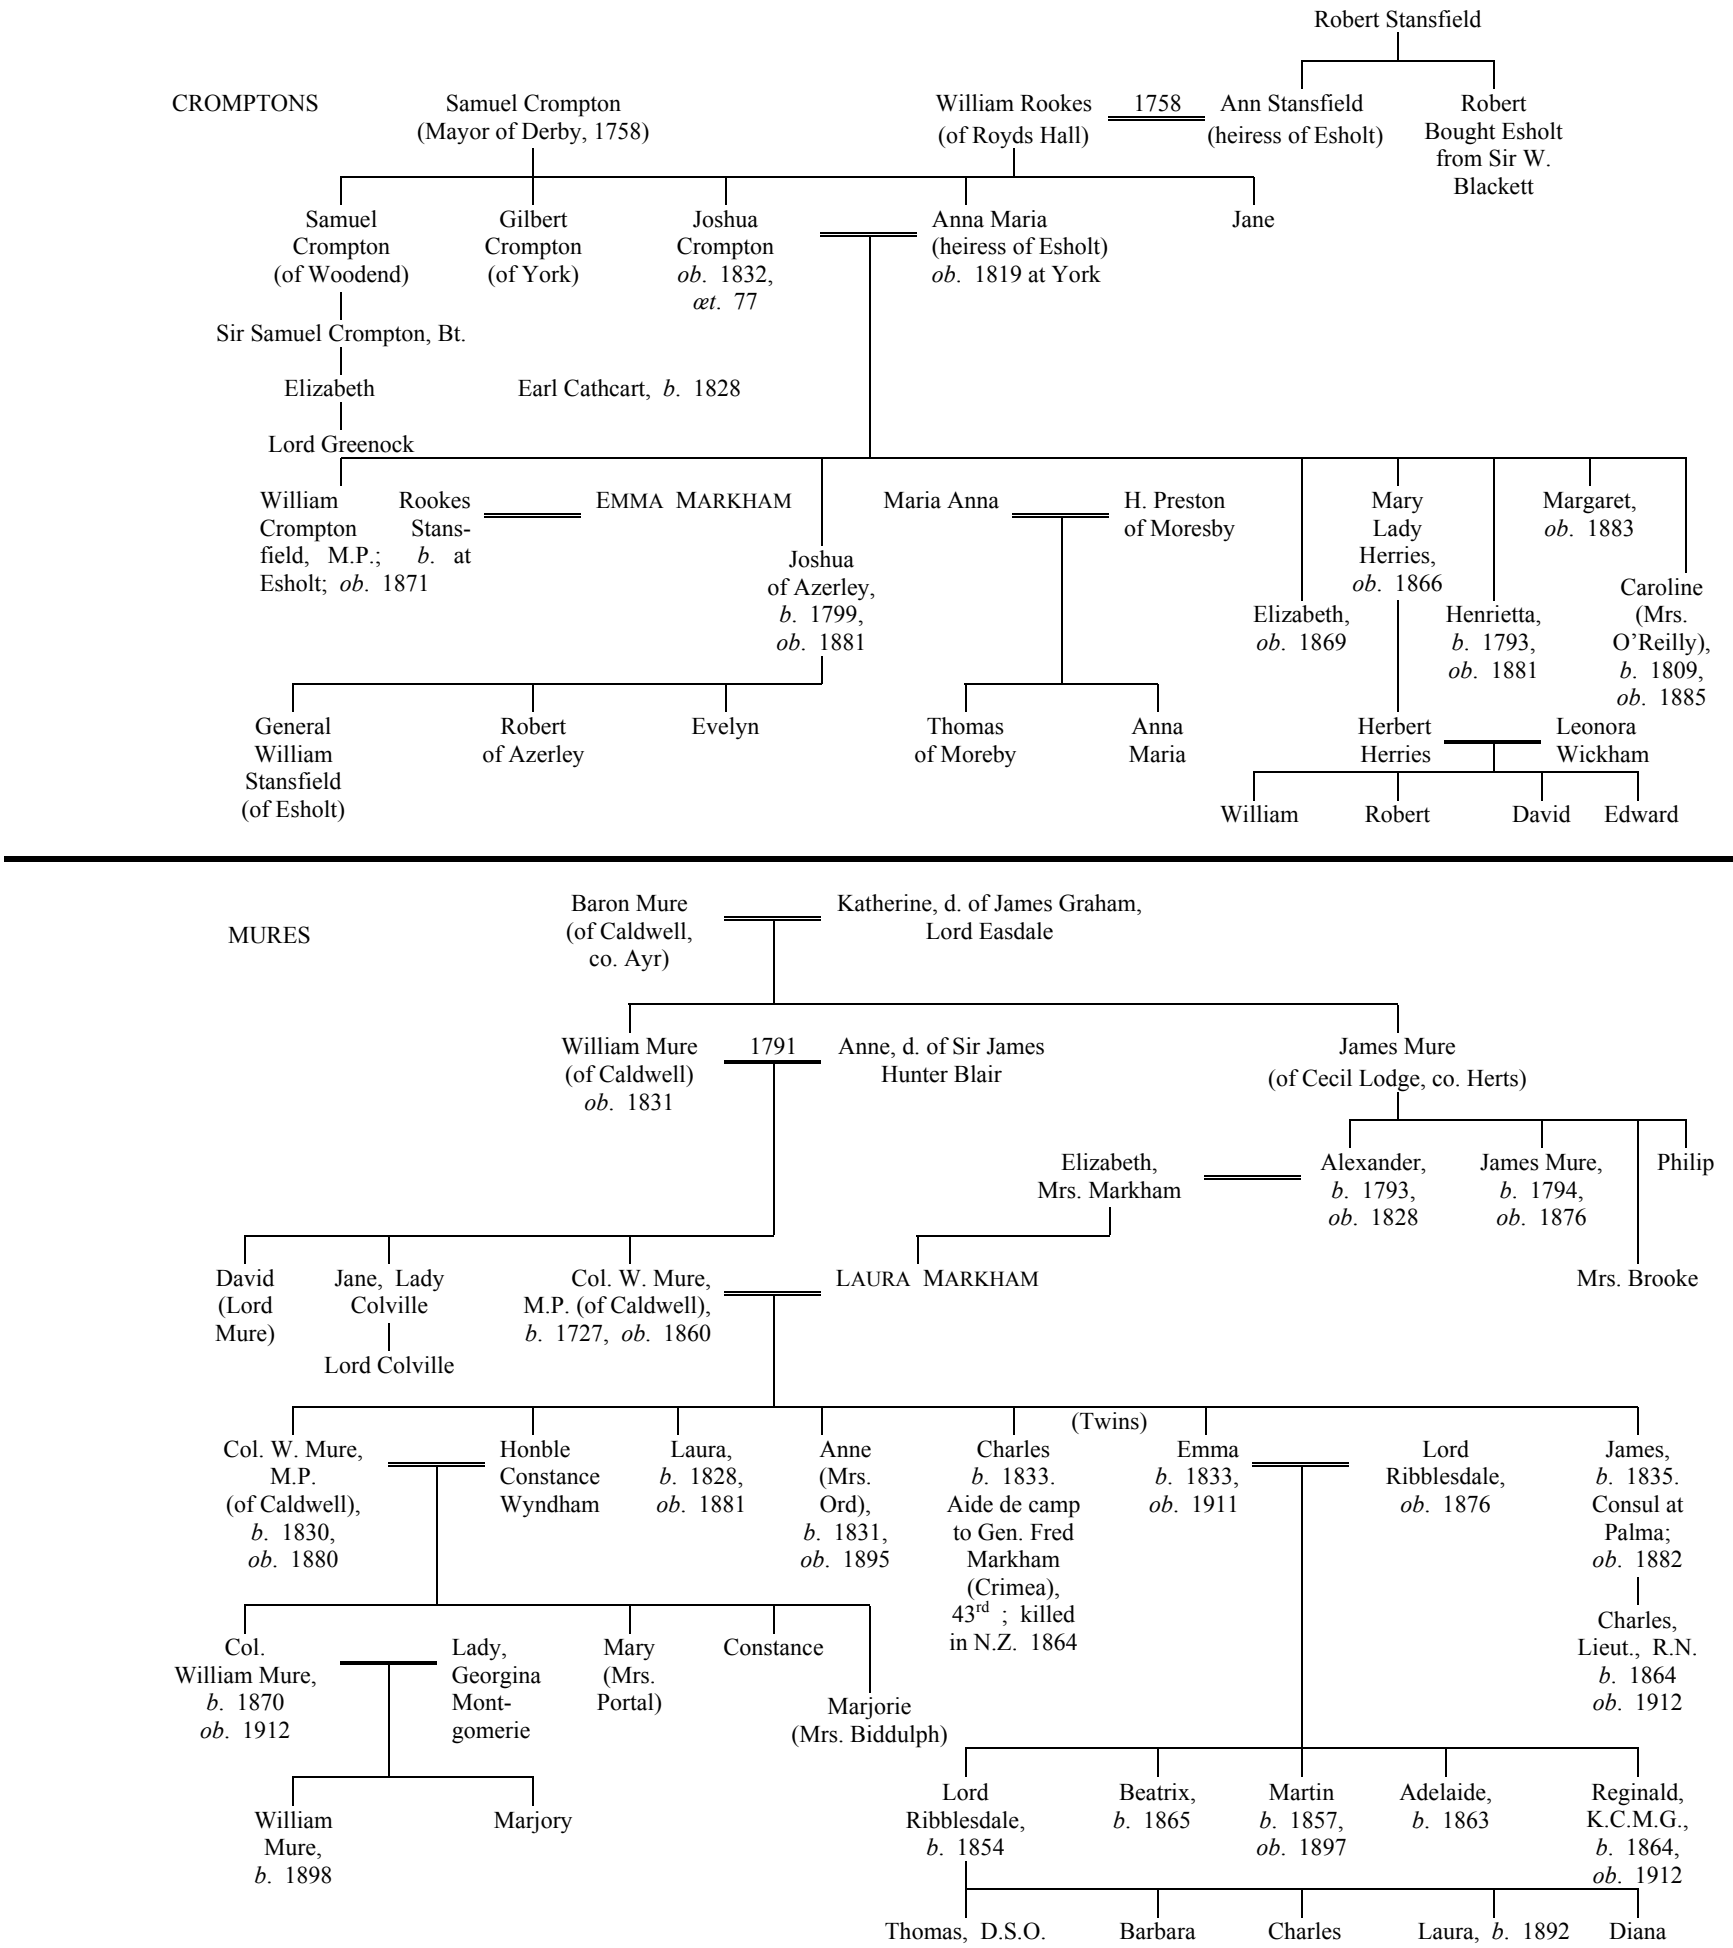 Robert Stansfield
CROMPTONS
Samuel Crompton
(Mayor of Derby, 1758)
William Rookes
(of Royds Hall)
1758
Ann Stansfield
(heiress of Esholt)
Robert
Bought Esholt
from Sir W.
Blackett
Samuel
Crompton
(of Woodend)
Gilbert
Crompton
(of York)
Joshua
Crompton
ob. 1832,
œt. 77
Anna Maria
(heiress of Esholt)
ob. 1819 at York
Jane
Sir Samuel Crompton, Bt.
Elizabeth
Earl Cathcart, b. 1828
Lord Greenock
William Rookes
Crompton Stans-
field, M.P.; b. at
Esholt; ob. 1871
EMMA MARKHAM
Joshua
of Azerley,
b. 1799,
ob. 1881
Maria Anna
H. Preston
of Moresby
Elizabeth,
ob. 1869
Mary
Lady
Herries,
ob. 1866
Henrietta,
b. 1793,
ob. 1881
Margaret,
ob. 1883
Caroline
(Mrs.
O'Reilly),
b. 1809,
ob. 1885
General
William
Stansfield
(of Esholt)
Robert
of Azerley
Evelyn
Thomas
of Moreby
Anna
Maria
Herbert
Herries
Leonora
Wickham
William
Robert
David
Edward
MURES
Baron Mure
(of Caldwell,
co. Ayr)
Katherine, d. of James Graham,
Lord Easdale
William Mure
(of Caldwell)
ob. 1831
1791
Anne, d. of Sir James
Hunter Blair
James Mure
(of Cecil Lodge, co. Herts)
Elizabeth,
Mrs. Markham
Alexander,
b. 1793,
ob. 1828
James Mure,
b. 1794,
ob. 1876
Philip
Mrs. Brooke
David
(Lord
Mure)
Jane, Lady
Colville
Lord Colville
Col. W. Mure,
M.P. (of Caldwell),
b. 1727, ob. 1860
LAURA MARKHAM
(Twins)
Col. W. Mure,
M.P.
(of Caldwell),
b. 1830,
ob. 1880
Honble
Constance
Wyndham
Laura,
b. 1828,
ob. 1881
Anne
(Mrs.
Ord),
b. 1831,
ob. 1895
Charles
b. 1833.
Aide de camp
to Gen. Fred
Markham
(Crimea),
43rd ; killed
in N.Z. 1864
Emma
b. 1833,
ob. 1911
Lord
Ribblesdale,
ob. 1876
James,
b. 1835.
Consul at
Palma;
ob. 1882
Charles,
Lieut., R.N.
b. 1864
ob. 1912
Col.
William Mure,
b. 1870
ob. 1912
Lady,
Georgina
Mont-
gomerie
Mary
(Mrs.
Portal)
Constance
Marjorie
(Mrs. Biddulph)
William
Mure,
b. 1898
Marjory
Lord
Ribblesdale,
b. 1854
Beatrix,
b. 1865
Martin
b. 1857,
ob. 1897
Adelaide,
b. 1863
Reginald,
K.C.M.G.,
b. 1864,
ob. 1912
Thomas, D.S.O.
Barbara
Charles
Laura, b. 1892
Diana